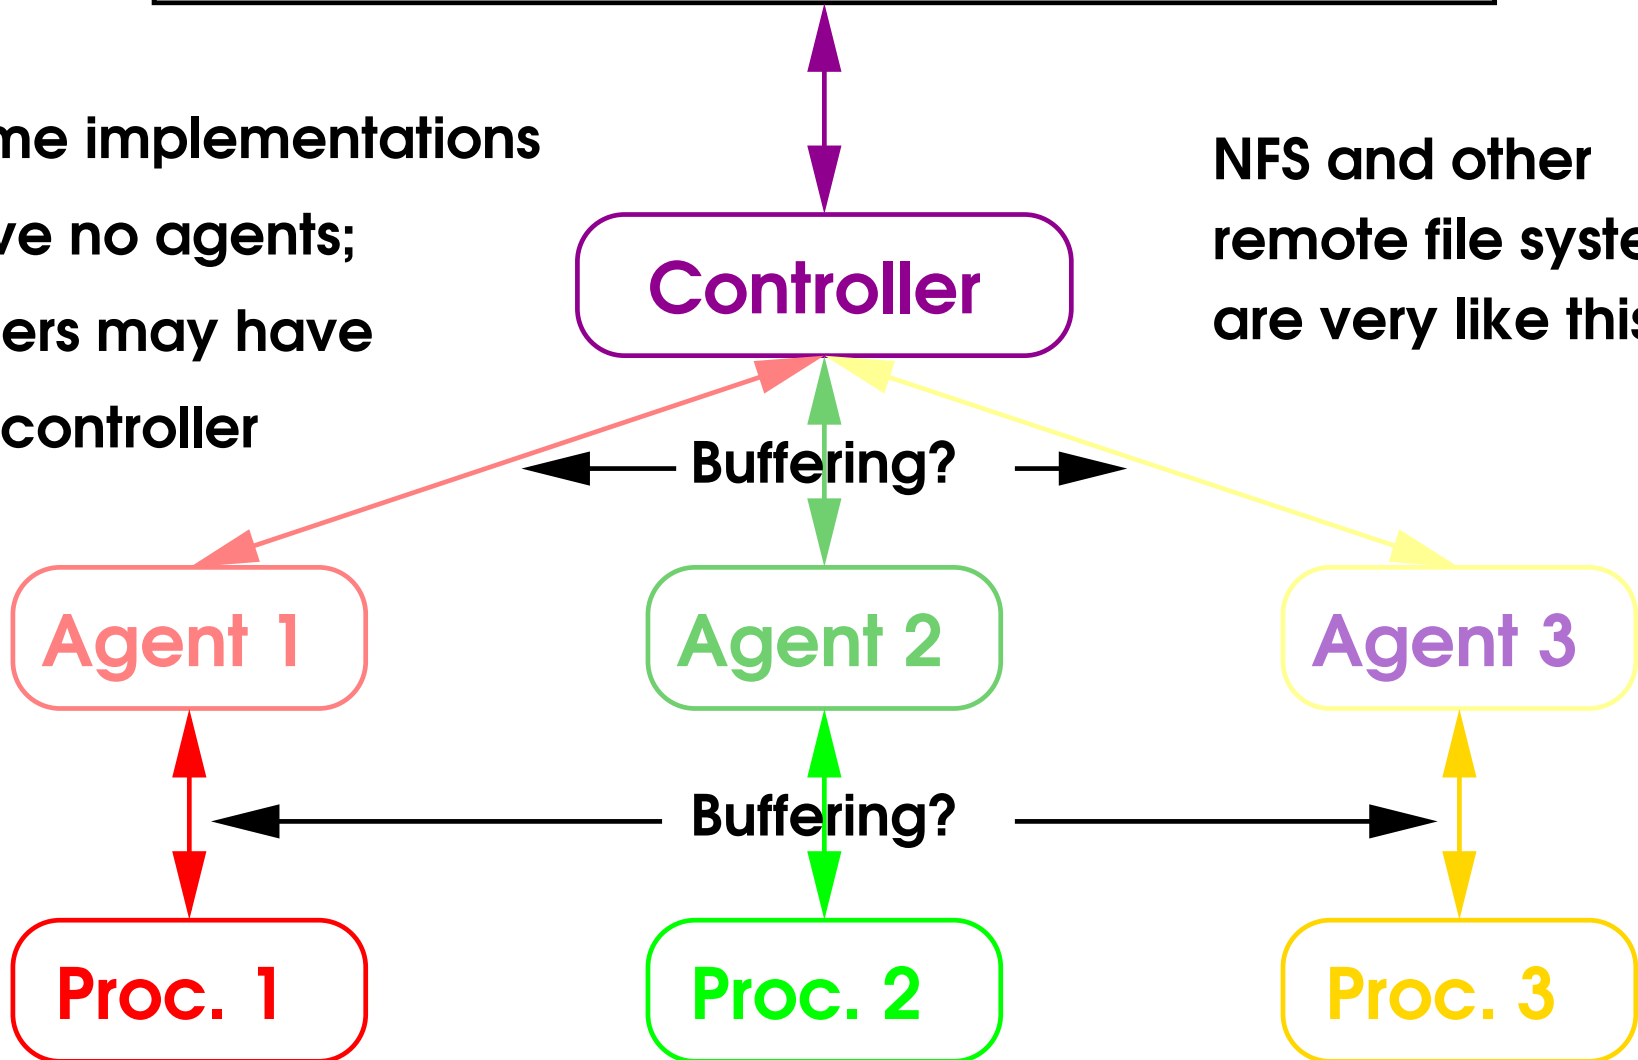 me implementations
ve no agents;
ers may have
controller
NFS and other
remote file syste
are very like this
Controller
Buffering?
Agent 1
Agent 2
Agent 3
Buffering?
Proc. 1
Proc. 2
Proc. 3